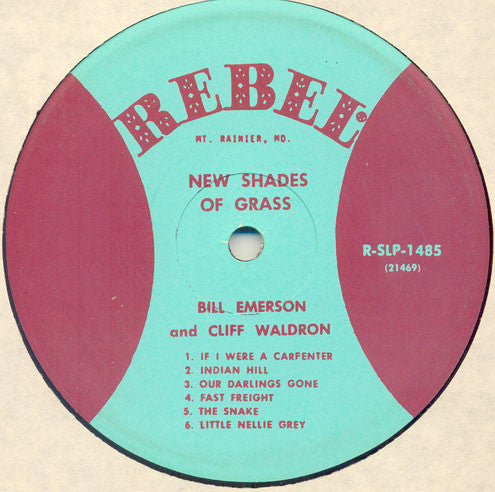 REBEL®
MT. RAINIER, MD.
NEW SHADES
OF GRASS
R-SLP-1485
(21469)
BILL EMERSON
and CLIFF WALDRON
1. IF I WERE A CARPENTER
2. INDIAN HILL
3. OUR DARLINGS GONE
4. FAST FREIGHT
5. THE SNAKE
6. LITTLE NELLIE GREY